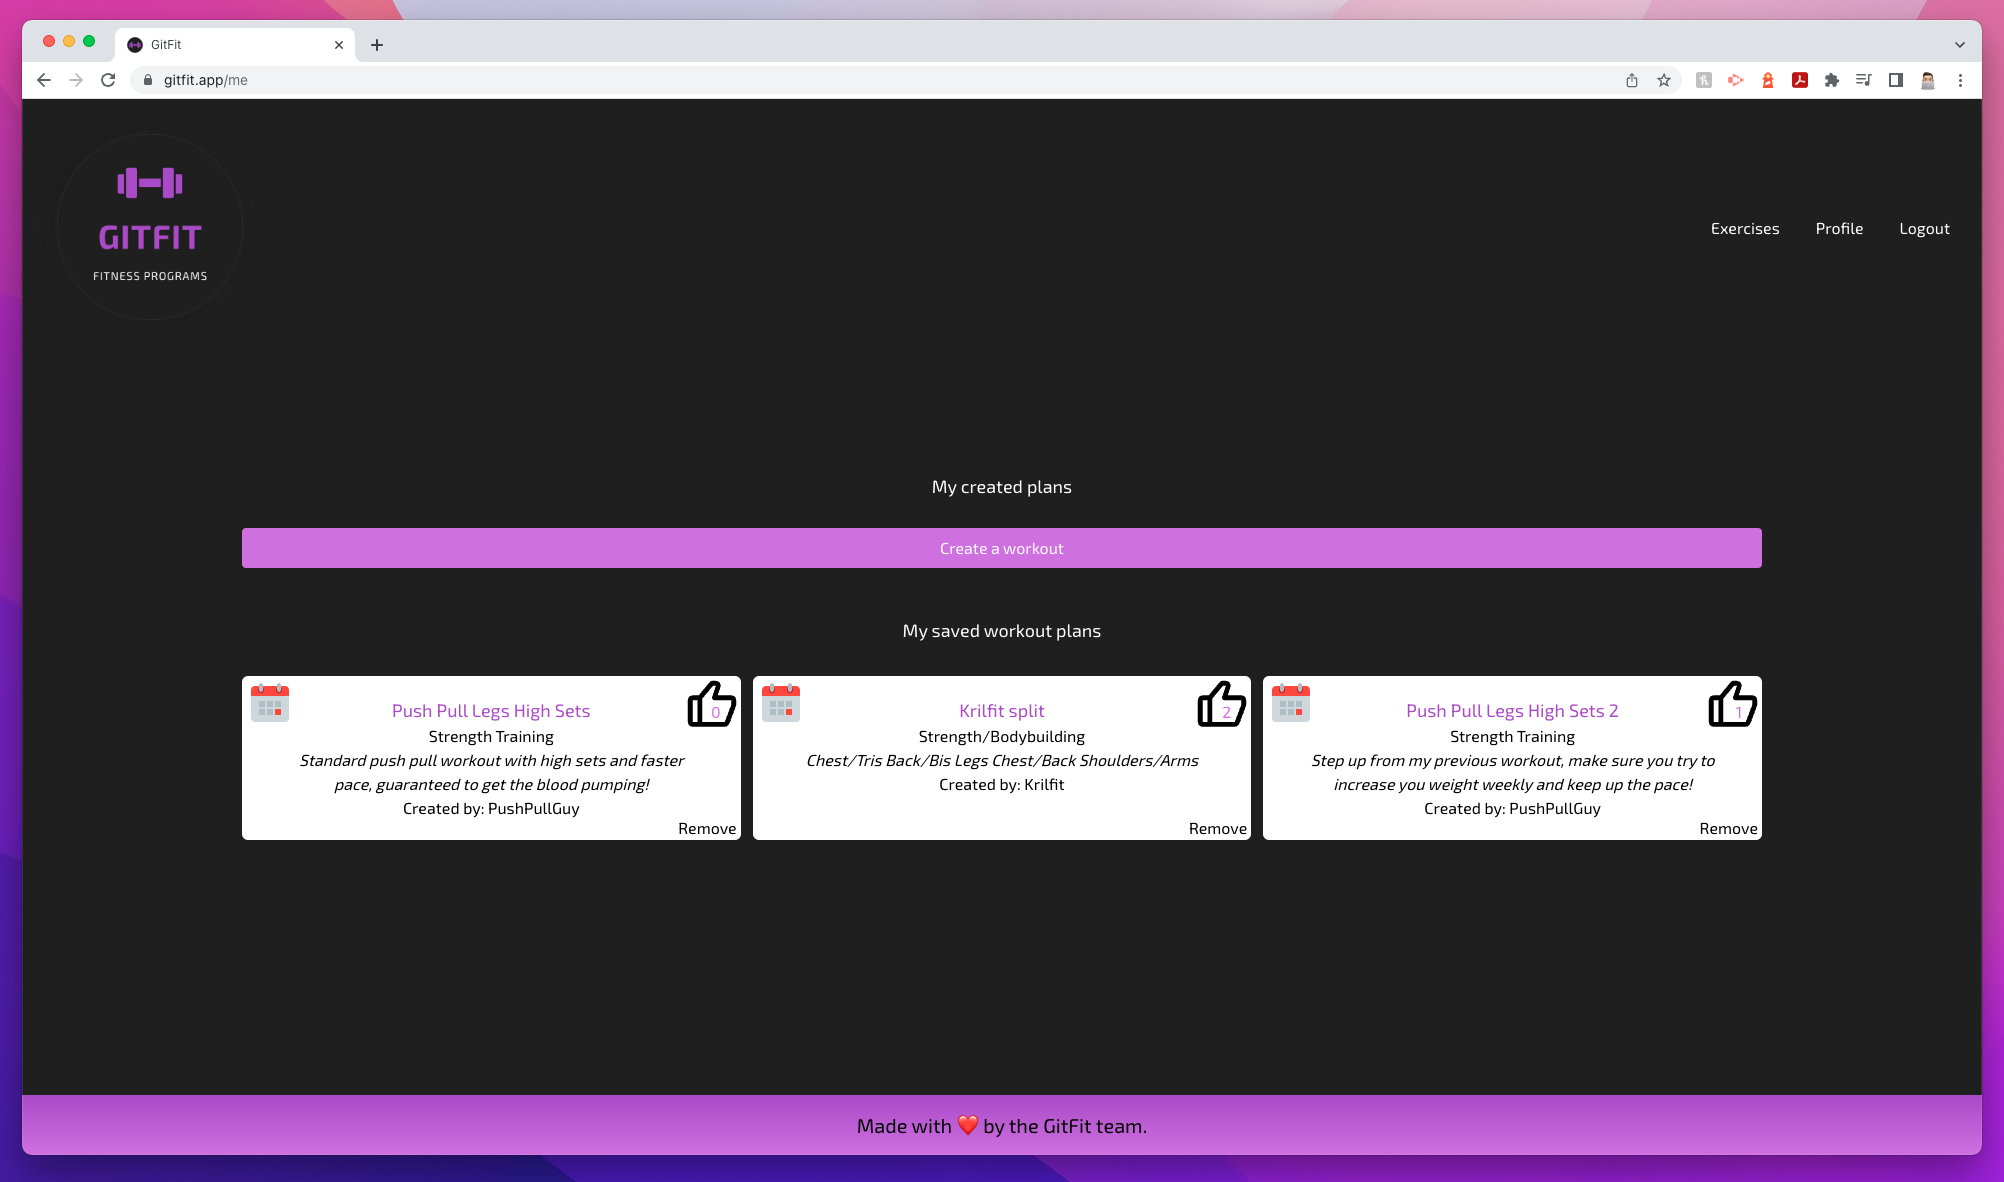 GitFit
gitfit.app/me
GITFIT
FITNESS PROGRAMS
Exercises Profile Logout
My created plans
Create a workout
My saved workout plans
0
Push Pull Legs High Sets
Strength Training
Standard push pull workout with high sets and faster
pace, guaranteed to get the blood pumping!
Created by: PushPullGuy
Remove
2
Krilfit split
Strength/Bodybuilding
Chest/Tris Back/Bis Legs Chest/Back Shoulders/Arms
Created by: Krilfit
Remove
1
Push Pull Legs High Sets 2
Strength Training
Step up from my previous workout, make sure you try to
increase you weight weekly and keep up the pace!
Created by: PushPullGuy
Remove
Made with ❤️ by the GitFit team.